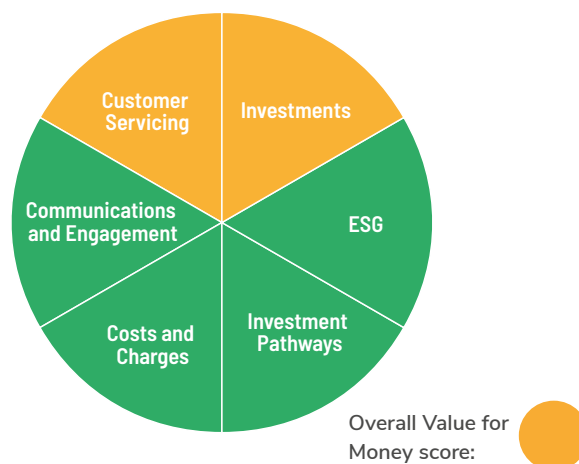 Customer
Servicing
Investments
Communications
and Engagement
ESG
Costs and
Charges
Investment
Pathways
Overall Value for
Money score: